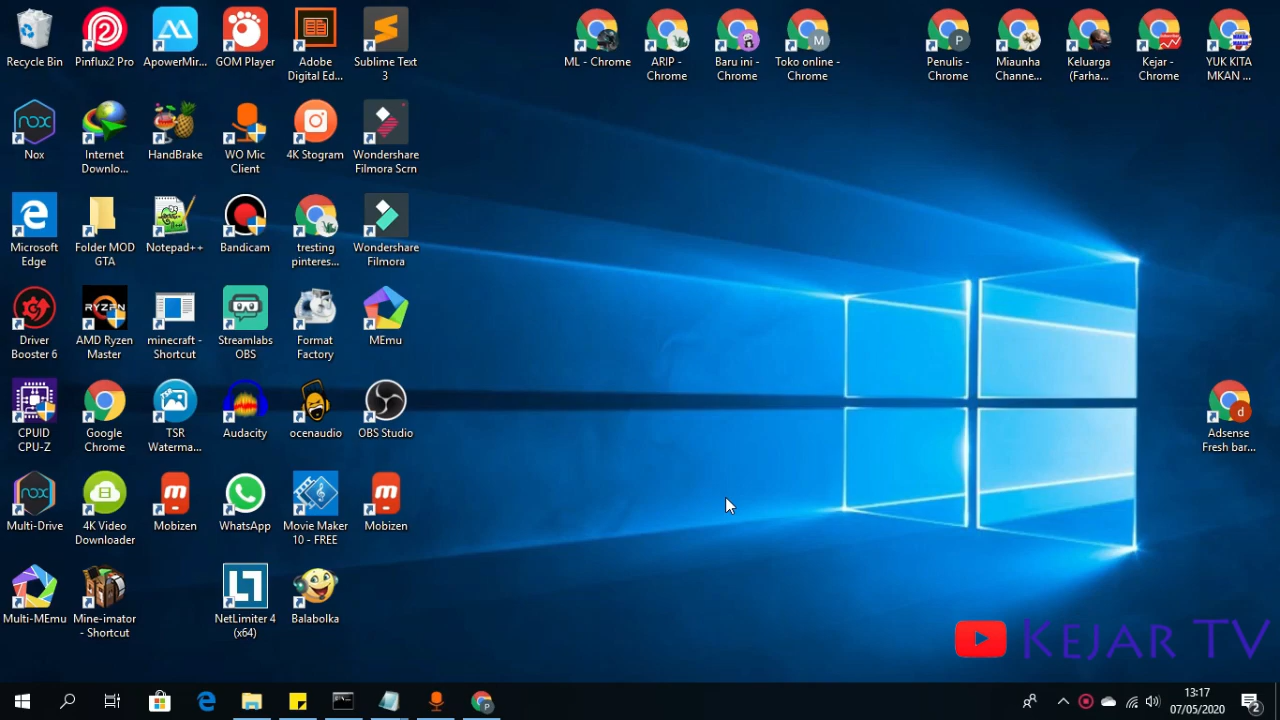 Recycle Bin
Pinflux2 Pro
ApowerMir...
GOM Player
Adobe
Digital Ed...
Sublime Text
3
ML - Chrome
ARIP -
Chrome
Baru ini -
Chrome
Toko online -
Chrome
M
Penulis -
Chrome
P
Miaunha
Channe...
Keluarga
(Farha...
Kejar -
Chrome
YUK KITA
MKAN ...
nox
Nox
Internet
Downlo...
HandBrake
WO Mic
Client
4K Stogram
Wondershare
Filmora Scrn
Microsoft
Edge
Folder MOD
GTA
Notepad++
Bandicam
tresting
pinteres...
Wondershare
Filmora
Driver
Booster 6
RYZEN
AMD Ryzen
Master
minecraft -
Shortcut
Streamlabs
OBS
Format
Factory
MEmu
CPUID
CPU-Z
Google
Chrome
TSR
Waterma...
Audacity
ocenaudio
OBS Studio
d
Adsense
Fresh bar...
nox
Multi-Drive
4K Video
Downloader
Mobizen
WhatsApp
Movie Maker
10 - FREE
Mobizen
Multi-MEmu
Mine-imator
- Shortcut
NetLimiter 4
(x64)
Balabolka
KEJAR TV
13:17
07/05/2020
2